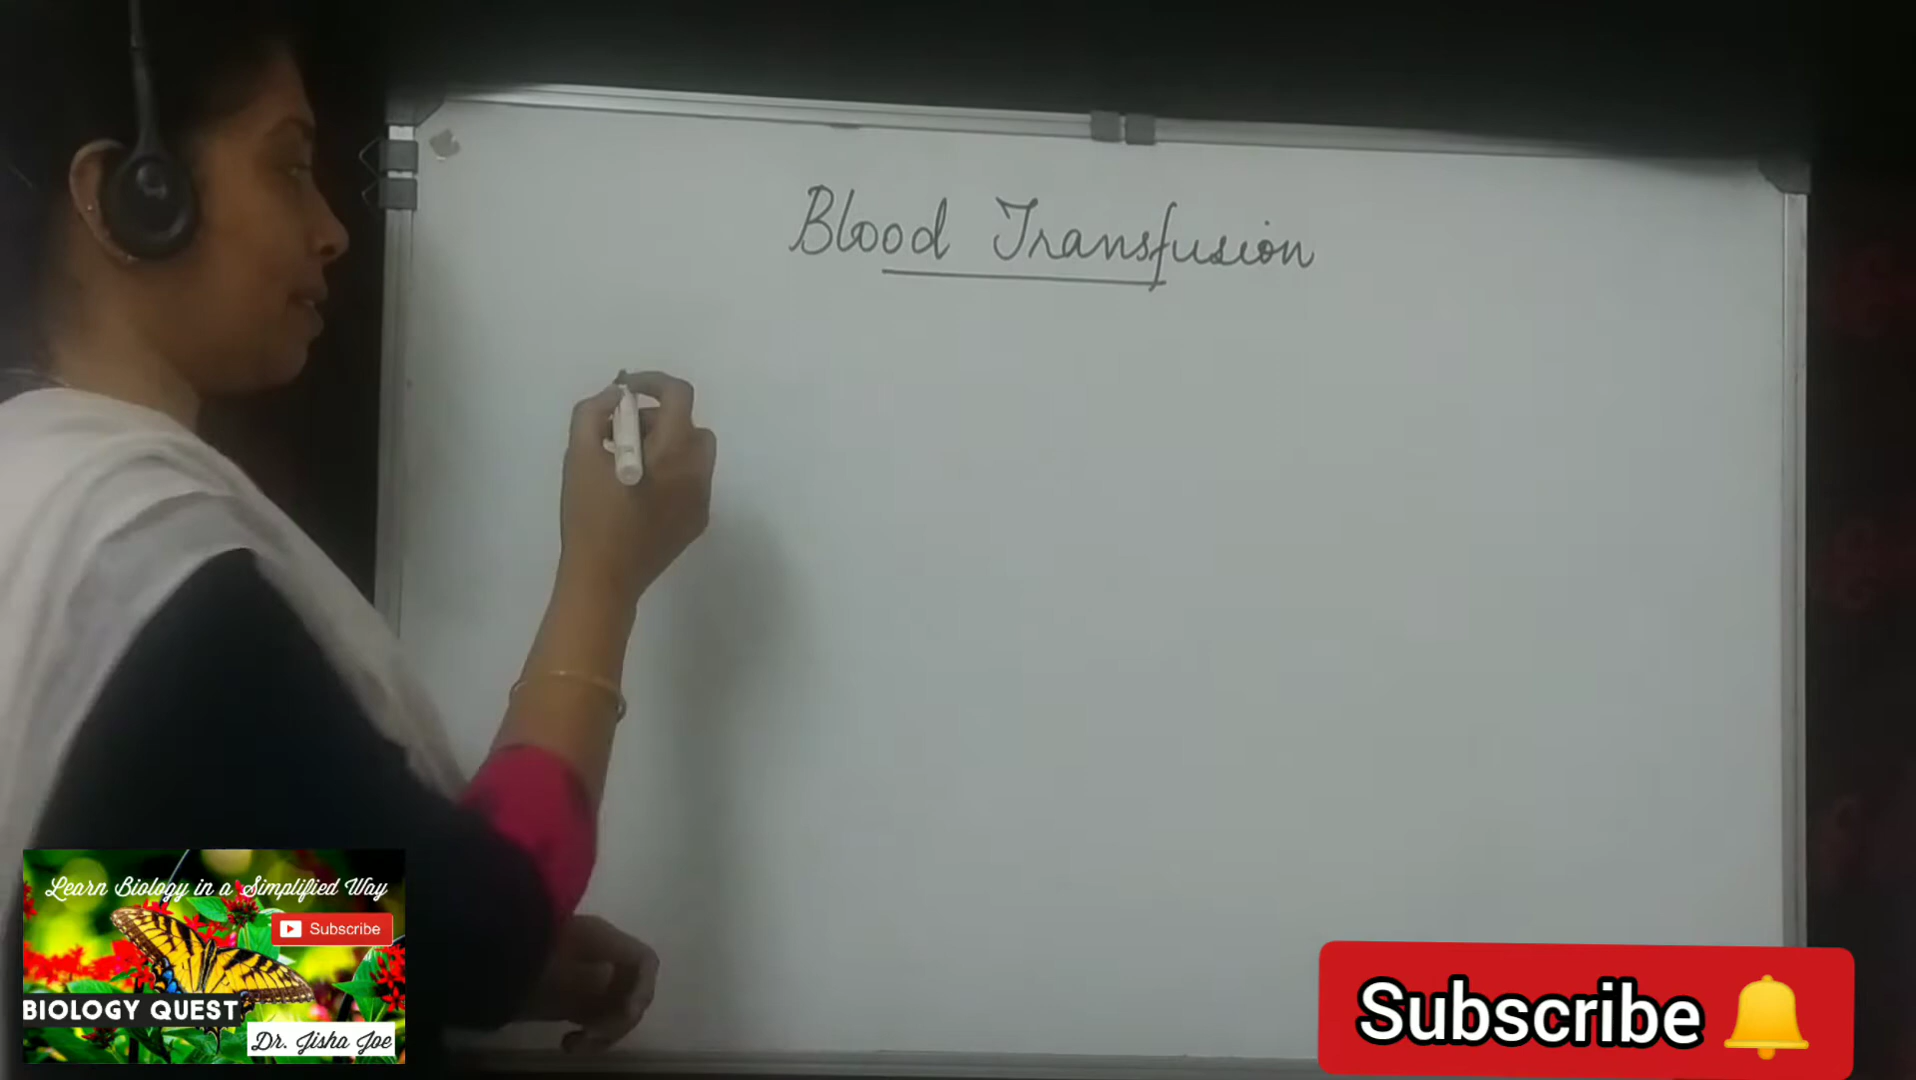 Blood Transfusion
Learn Biology in a Simplified Way
Subscribe
BIOLOGY QUEST
Dr. Jisha Joe
Subscribe